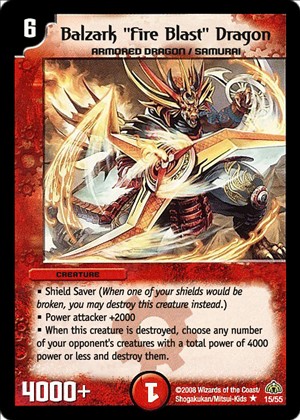 6
Balzark "Fire Blast" Dragon
ARMORED DRAGON / SAMURAI
CREATURE
▪ Shield Saver (When one of your shields would be
broken, you may destroy this creature instead.)
▪ Power attacker +2000
▪ When this creature is destroyed, choose any number
of your opponent's creatures with a total power of 4000
power or less and destroy them.
4000+
1
©2008 Wizards of the Coast/
Shogakukan/Mitsui-Kids ★ 15/55